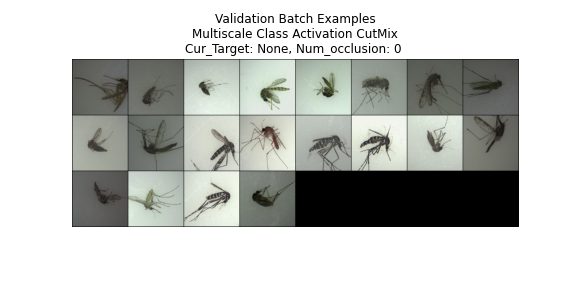 Validation Batch Examples
Multiscale Class Activation CutMix
Cur_Target: None, Num_occlusion: 0